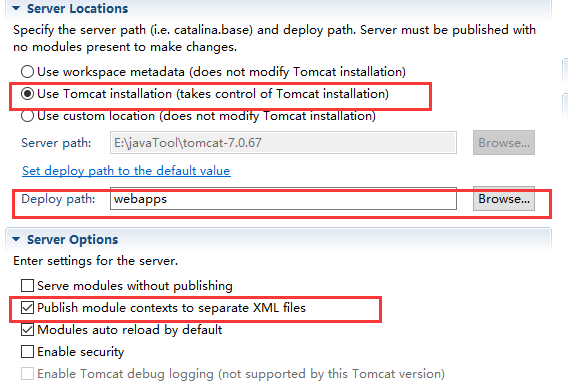 Server Locations
Specify the server path (i.e. catalina.base) and deploy path. Server must be published with
no modules present to make changes.
Use workspace metadata (does not modify Tomcat installation)
Use Tomcat installation (takes control of Tomcat installation)
Use custom location (does not modify Tomcat installation)
Server path: E:\javaTool\tomcat-7.0.67 Browse...
Set deploy path to the default value
Deploy path: webapps Browse...
Server Options
Enter settings for the server.
Serve modules without publishing
Publish module contexts to separate XML files
Modules auto reload by default
Enable security
Enable Tomcat debug logging (not supported by this Tomcat version)